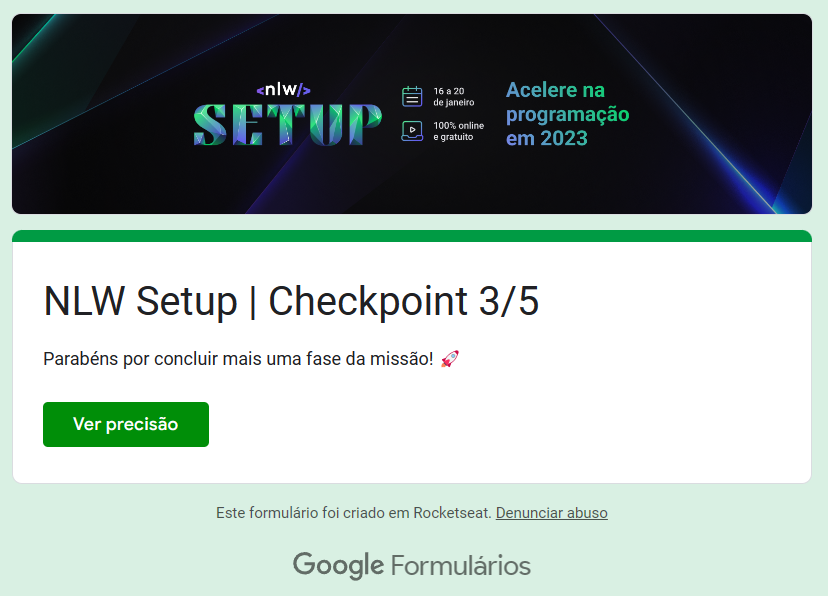 <nlw/>
SETUP
16 a 20
de janeiro
100% online
e gratuito
Acelere na
programação
em 2023
NLW Setup | Checkpoint 3/5
Parabéns por concluir mais uma fase da missão! 🚀
Ver precisão
Este formulário foi criado em Rocketseat. Denunciar abuso
Google Formulários